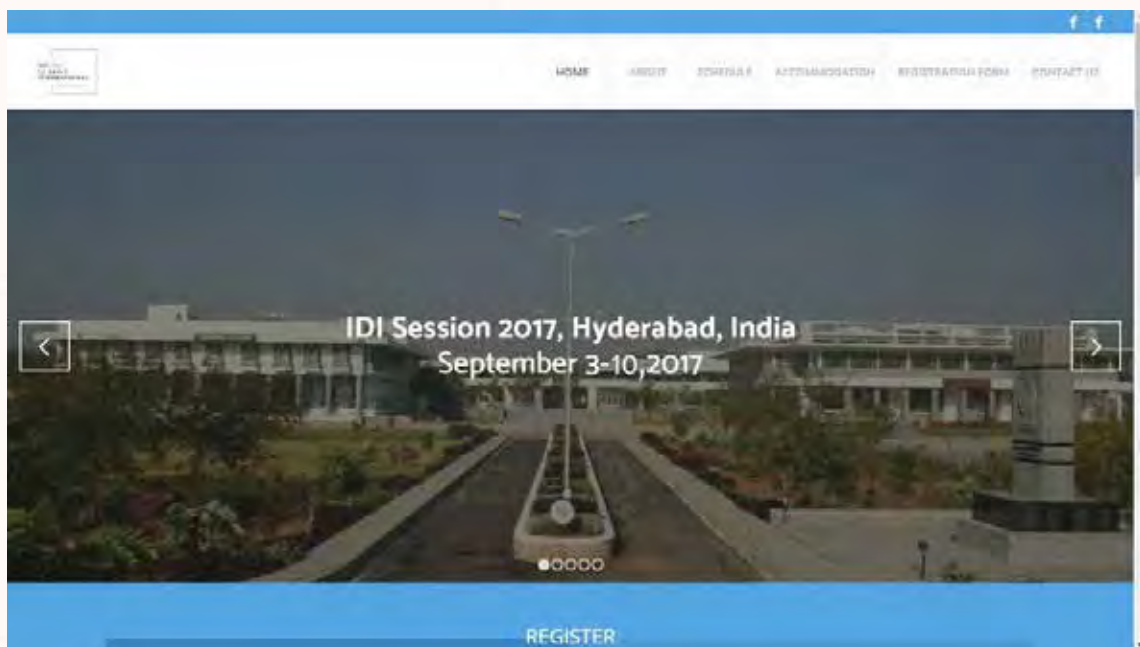 HOME ABOUT SCHEDULE ACCOMMODATION REGISTRATION FORM CONTACT US
IDI Session 2017, Hyderabad, India
September 3-10,2017
REGISTER